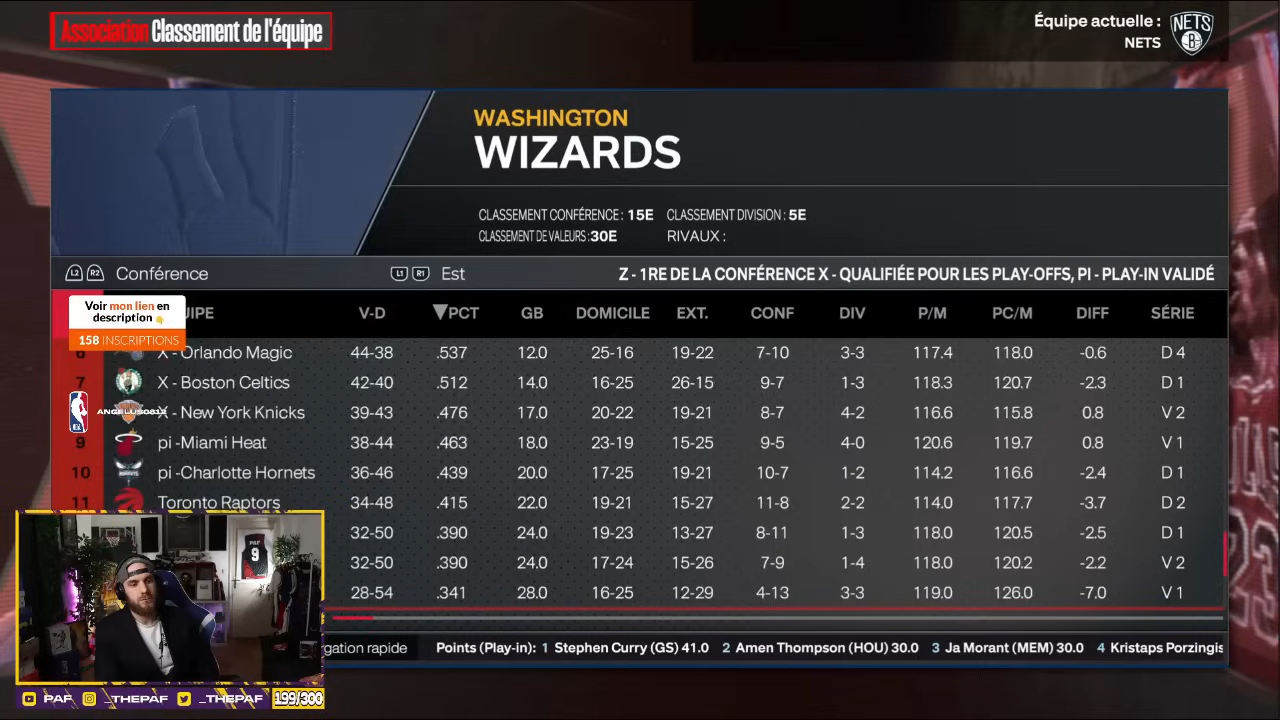 Association Classement de l'équipe
Équipe actuelle :
NETS
NETS
WASHINGTON
WIZARDS
CLASSEMENT CONFÉRENCE : 15E CLASSEMENT DIVISION : 5E
CLASSEMENT DE VALEURS : 30E RIVAUX :
L2 R2 Conférence L1 R1 Est Z - 1RE DE LA CONFÉRENCE X - QUALIFIÉE POUR LES PLAY-OFFS, PI - PLAY-IN VALIDÉ
Voir mon lien en
description
158 INSCRIPTIONS
V-D PCT GB DOMICILE EXT. CONF DIV P/M PC/M DIFF SÉRIE
6 X - Orlando Magic 44-38 .537 12.0 25-16 19-22 7-10 3-3 117.4 118.0 -0.6 D 4
7 X - Boston Celtics 42-40 .512 14.0 16-25 26-15 9-7 1-3 118.3 120.7 -2.3 D 1
ANGELUS0812 X - New York Knicks 39-43 .476 17.0 20-22 19-21 8-7 4-2 116.6 115.8 0.8 V 2
9 pi -Miami Heat 38-44 .463 18.0 23-19 15-25 9-5 4-0 120.6 119.7 0.8 V 1
10 pi -Charlotte Hornets 36-46 .439 20.0 17-25 19-21 10-7 1-2 114.2 116.6 -2.4 D 1
11 Toronto Raptors 34-48 .415 22.0 19-21 15-27 11-8 2-2 114.0 117.7 -3.7 D 2
32-50 .390 24.0 19-23 13-27 8-11 1-3 118.0 120.5 -2.5 D 1
32-50 .390 24.0 17-24 15-26 7-9 1-4 118.0 120.2 -2.2 V 2
28-54 .341 28.0 16-25 12-29 4-13 3-3 119.0 126.0 -7.0 V 1
gation rapide Points (Play-in): 1 Stephen Curry (GS) 41.0 2 Amen Thompson (HOU) 30.0 3 Ja Morant (MEM) 30.0 4 Kristaps Porzingis
PAF
9
PAF _THEPAF _THEPAF 199/300
23